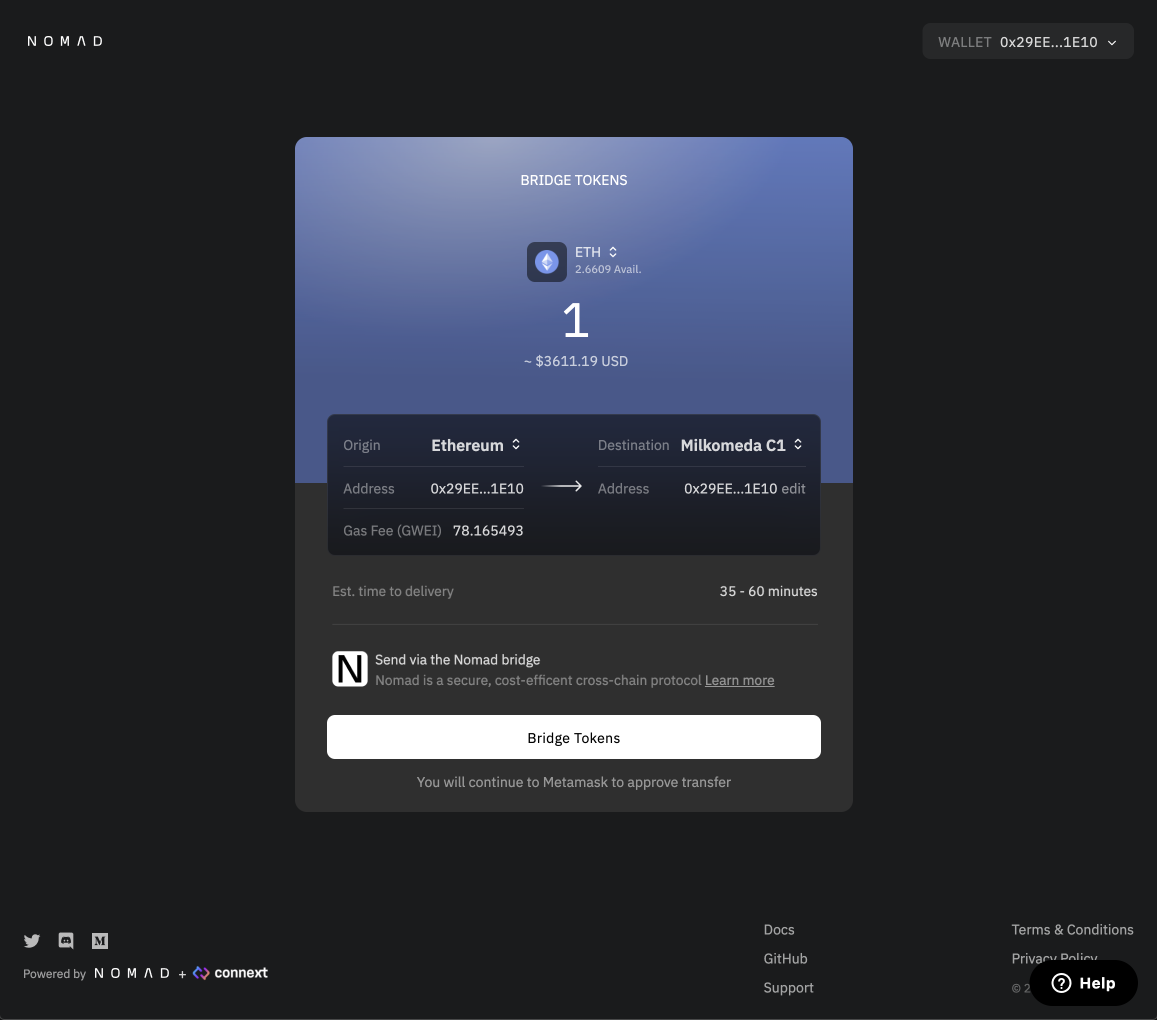 NOMAD
WALLET 0x29EE...1E10
BRIDGE TOKENS
ETH
2.6609 Avail.
1
~ $3611.19 USD
Origin Ethereum
Destination Milkomeda C1
Address 0x29EE...1E10
Address 0x29EE...1E10 edit
Gas Fee (GWEI) 78.165493
Est. time to delivery 35 - 60 minutes
N
Send via the Nomad bridge
Nomad is a secure, cost-efficent cross-chain protocol Learn more
Bridge Tokens
You will continue to Metamask to approve transfer
Docs
Terms & Conditions
M
GitHub
Privacy Policy
Powered by NOMAD + connext
Support
© 2
Help